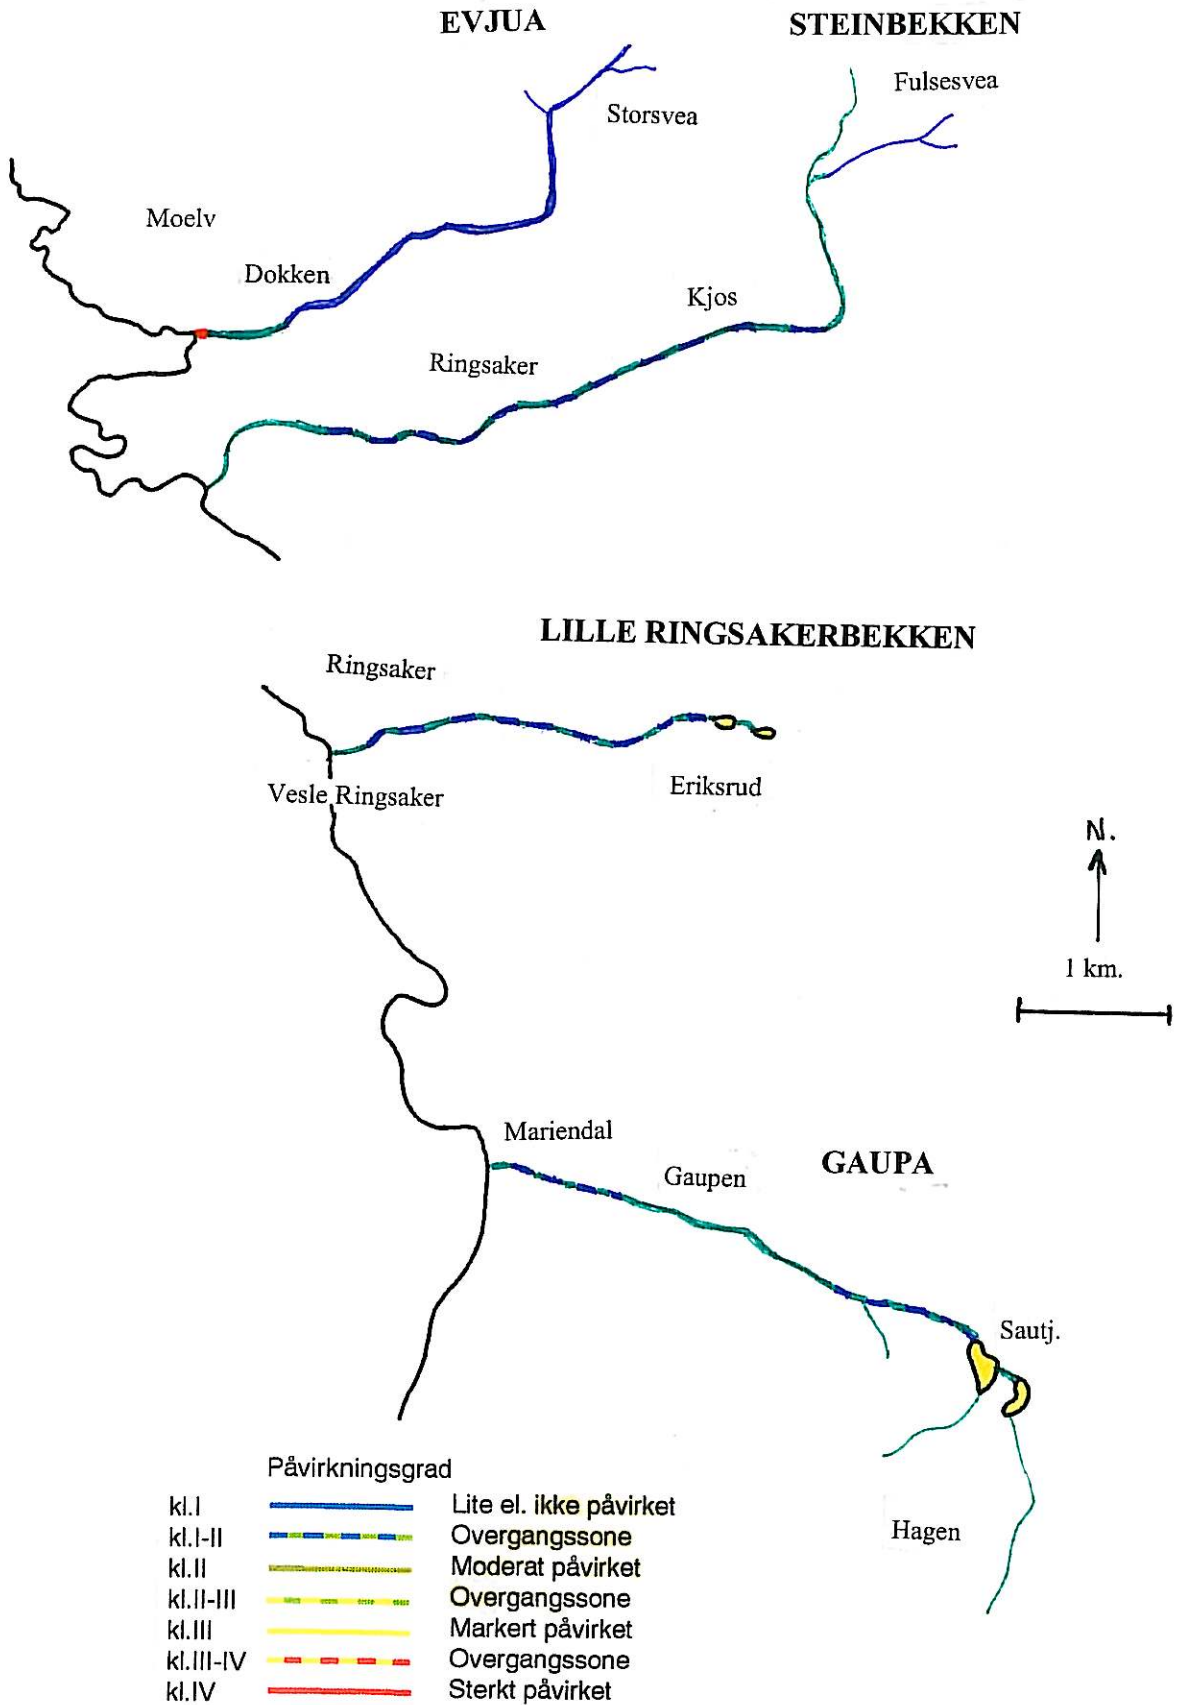 EVJUA
STEINBEKKEN
Fulsesvea
Storsvea
Moelv
Dokken
Kjos
Ringsaker
LILLE RINGSAKERBEKKEN
Ringsaker
Vesle Ringsaker
Eriksrud
N.
1 km.
Mariendal
Gaupen
GAUPA
Sautj.
Hagen
Påvirkningsgrad
kl.I Lite el. ikke påvirket
kl.I-II Overgangssone
kl.II Moderat påvirket
kl.II-III Overgangssone
kl.III Markert påvirket
kl.III-IV Overgangssone
kl.IV Sterkt påvirket